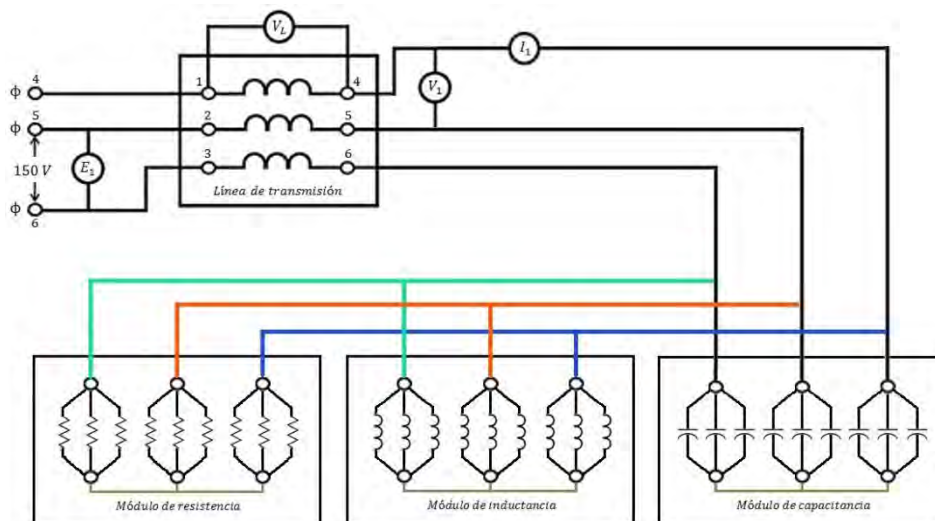 V_L
4
1
4
I_1
ϕ
V_1
5
2
5
ϕ
150 V
E_1
3
6
Línea de transmisión
ϕ
6
Módulo de resistencia
Módulo de inductancia
Módulo de capacitancia